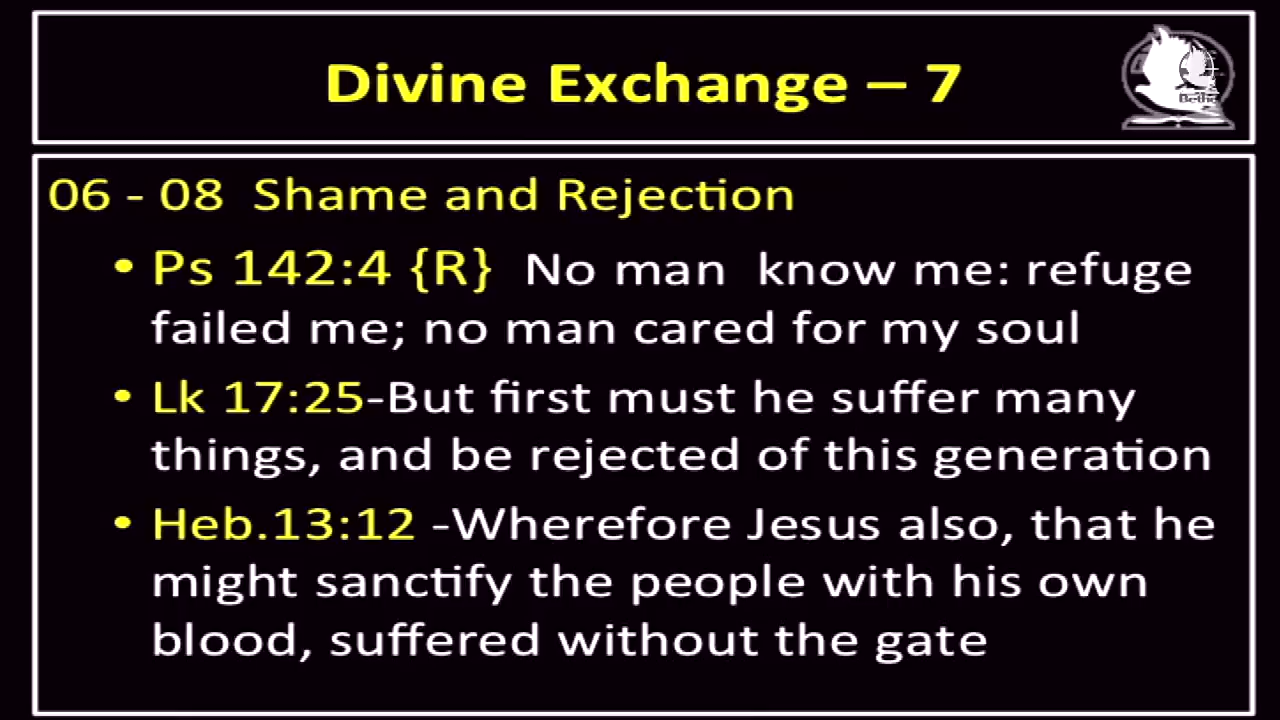 Divine Exchange – 7
06 - 08 Shame and Rejection
• Ps 142:4 {R} No man know me: refuge
failed me; no man cared for my soul
• Lk 17:25-But first must he suffer many
things, and be rejected of this generation
• Heb.13:12 -Wherefore Jesus also, that he
might sanctify the people with his own
blood, suffered without the gate